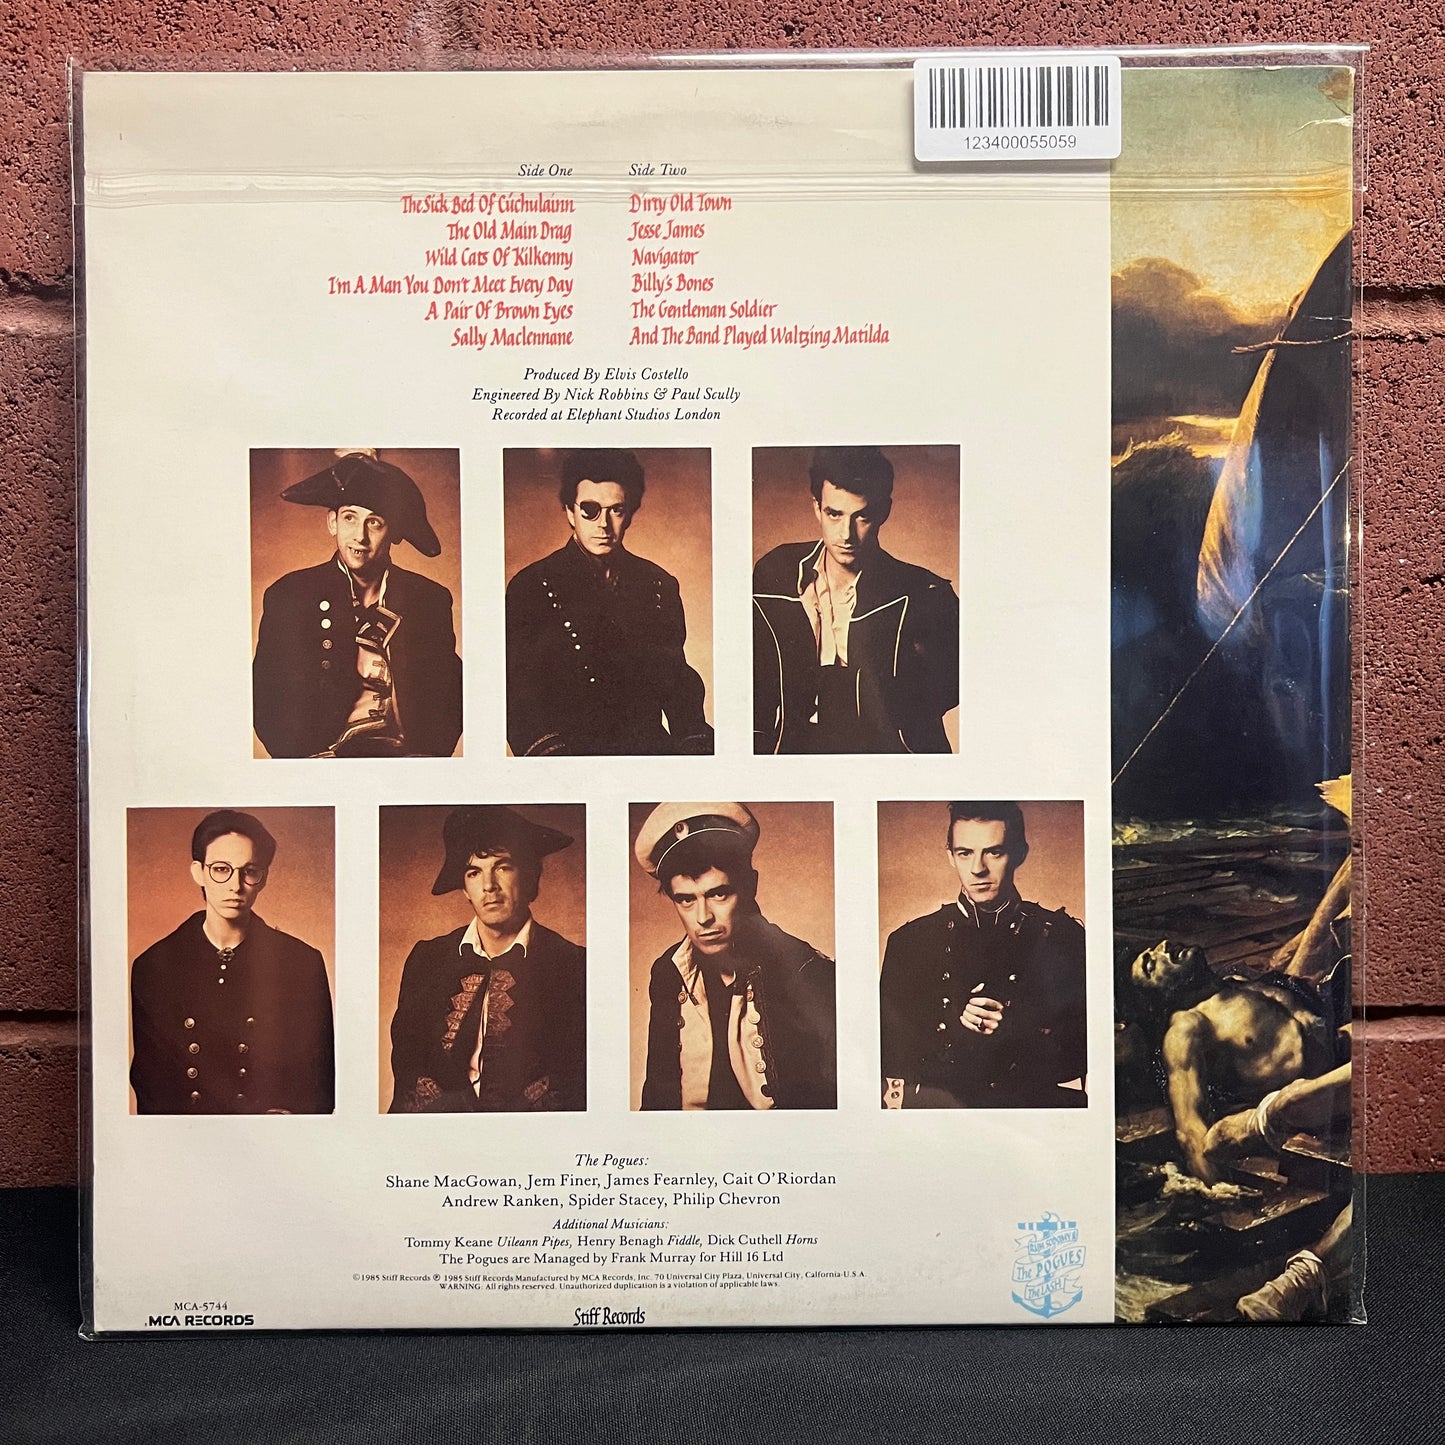 123400055059
Side One
The Sick Bed Of Cúchulainn
The Old Main Drag
Wild Cats Of Kilkenny
I'm A Man You Don't Meet Every Day
A Pair Of Brown Eyes
Sally Maclennane
Side Two
Dirty Old Town
Jesse James
Navigator
Billy's Bones
The Gentleman Soldier
And The Band Played Waltzing Matilda
Produced By Elvis Costello
Engineered By Nick Robbins & Paul Scully
Recorded at Elephant Studios London
The Pogues:
Shane MacGowan, Jem Finer, James Fearnley, Cait O'Riordan
Andrew Ranken, Spider Stacey, Philip Chevron
Additional Musicians:
Tommy Keane Uileann Pipes, Henry Benagh Fiddle, Dick Cuthell Horns
The Pogues are Managed by Frank Murray for Hill 16 Ltd
©1985 Stiff Records ℗ 1985 Stiff Records Manufactured by MCA Records, Inc. 70 Universal City Plaza, Universal City, Calfornia-U.S.A.
WARNING: All rights reserved. Unauthorized duplication is a violation of applicable laws.
MCA-5744
MCA RECORDS
Stiff Records
RUM SODOMY &
The POGUES
The LASH